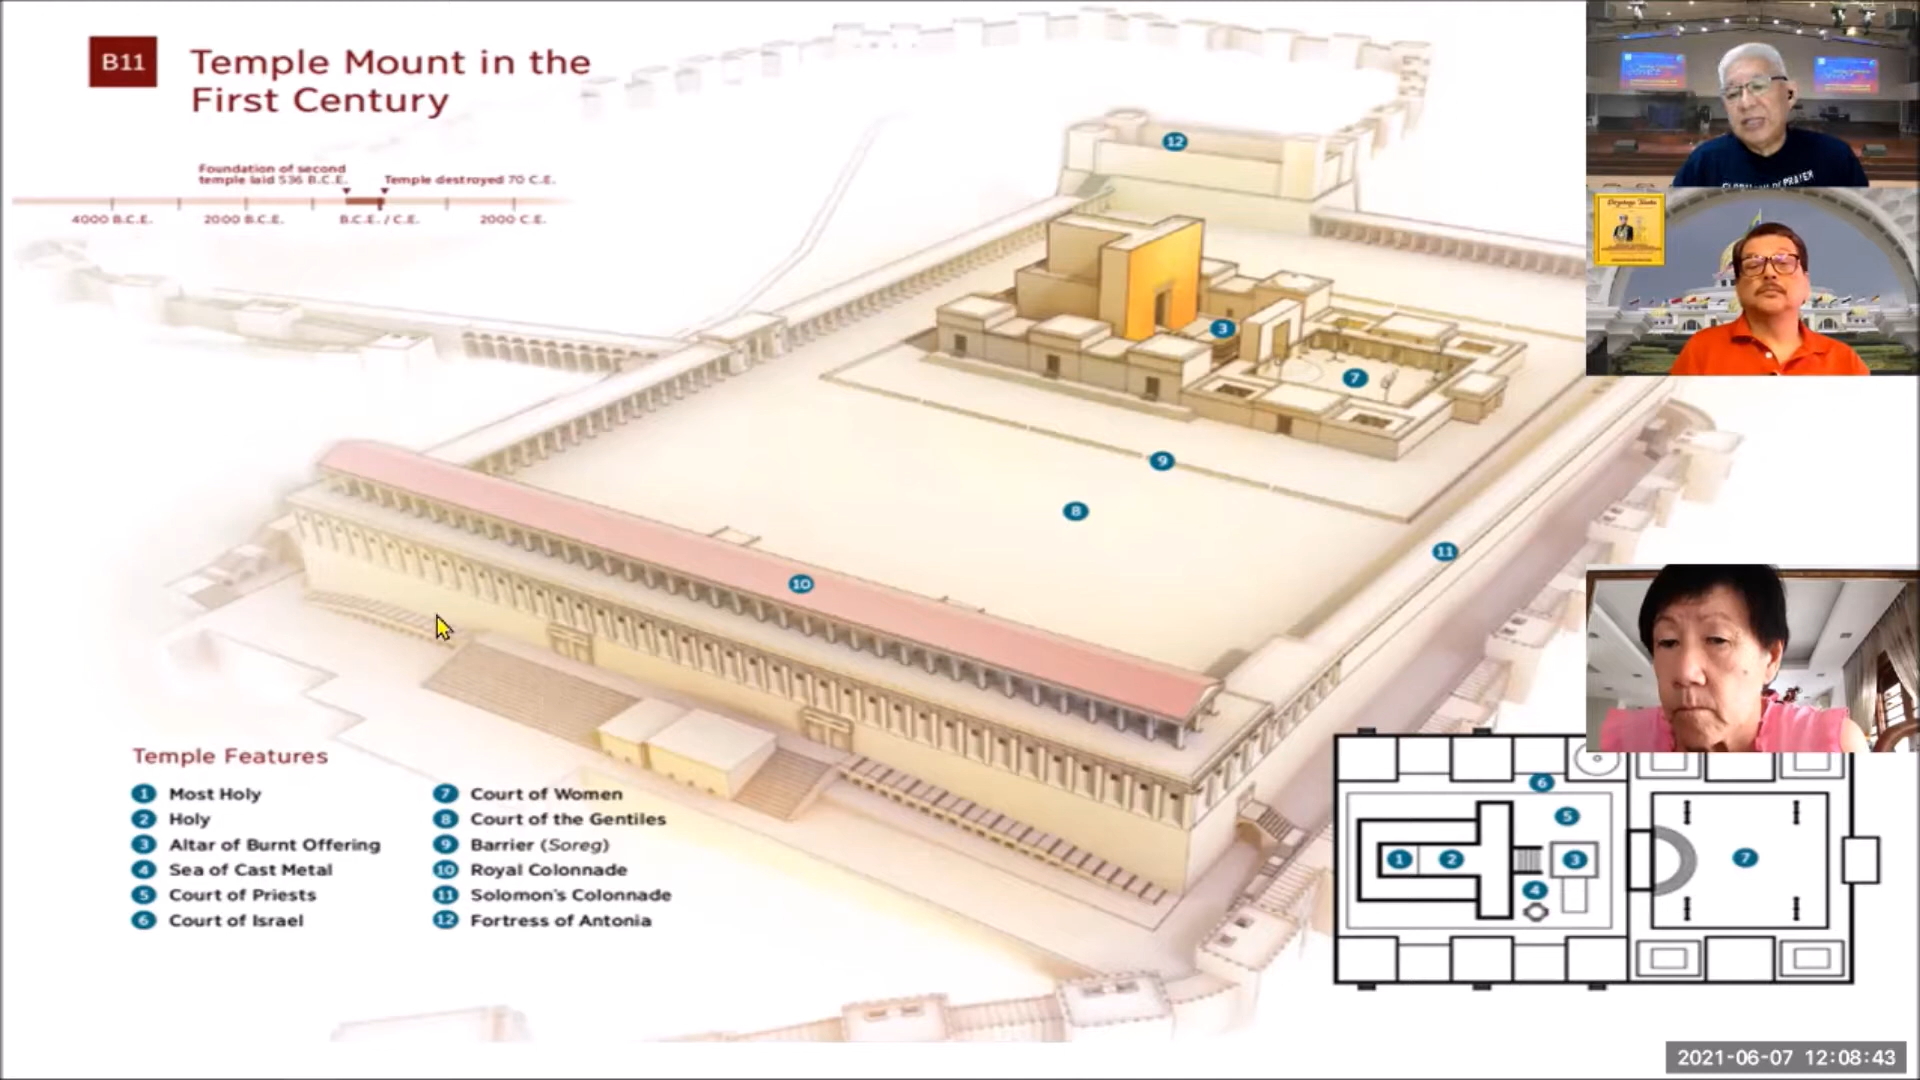 B11
Temple Mount in the
First Century
Foundation of second
temple laid 536 B.C.E.
Temple destroyed 70 C.E.
4000 B.C.E.
2000 B.C.E.
B.C.E. / C.E.
2000 C.E.
12
3
7
9
8
11
10
Temple Features
1 Most Holy
2 Holy
3 Altar of Burnt Offering
4 Sea of Cast Metal
5 Court of Priests
6 Court of Israel
7 Court of Women
8 Court of the Gentiles
9 Barrier (Soreg)
10 Royal Colonnade
11 Solomon's Colonnade
12 Fortress of Antonia
6
5
1 2 3 7
4
PRAYER
2021-06-07 12:08:43